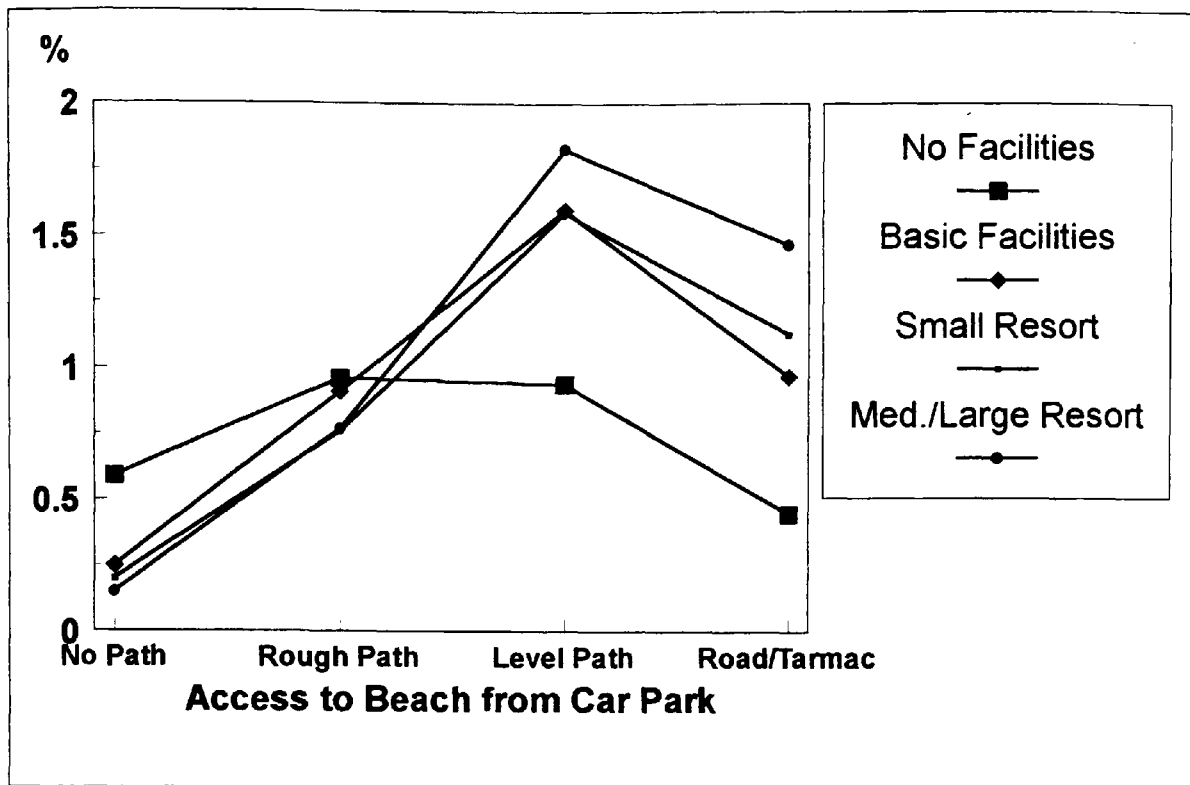 %
2
1.5
1
0.5
0
No Path Rough Path Level Path Road/Tarmac
Access to Beach from Car Park
No Facilities
Basic Facilities
Small Resort
Med./Large Resort